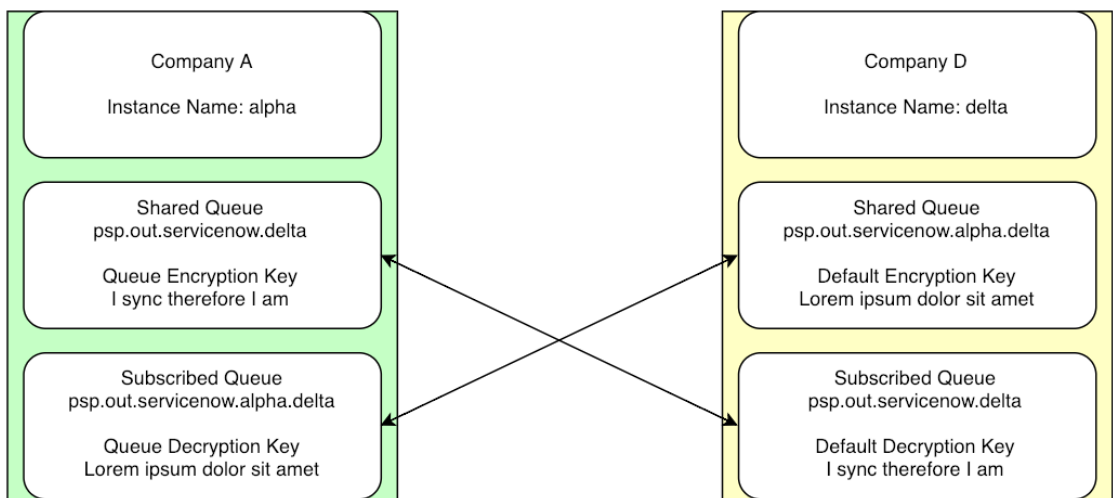 Company A
Instance Name: alpha
Shared Queue
psp.out.servicenow.delta
Queue Encryption Key
I sync therefore I am
Subscribed Queue
psp.out.servicenow.alpha.delta
Queue Decryption Key
Lorem ipsum dolor sit amet
Company D
Instance Name: delta
Shared Queue
psp.out.servicenow.alpha.delta
Default Encryption Key
Lorem ipsum dolor sit amet
Subscribed Queue
psp.out.servicenow.delta
Default Decryption Key
I sync therefore I am